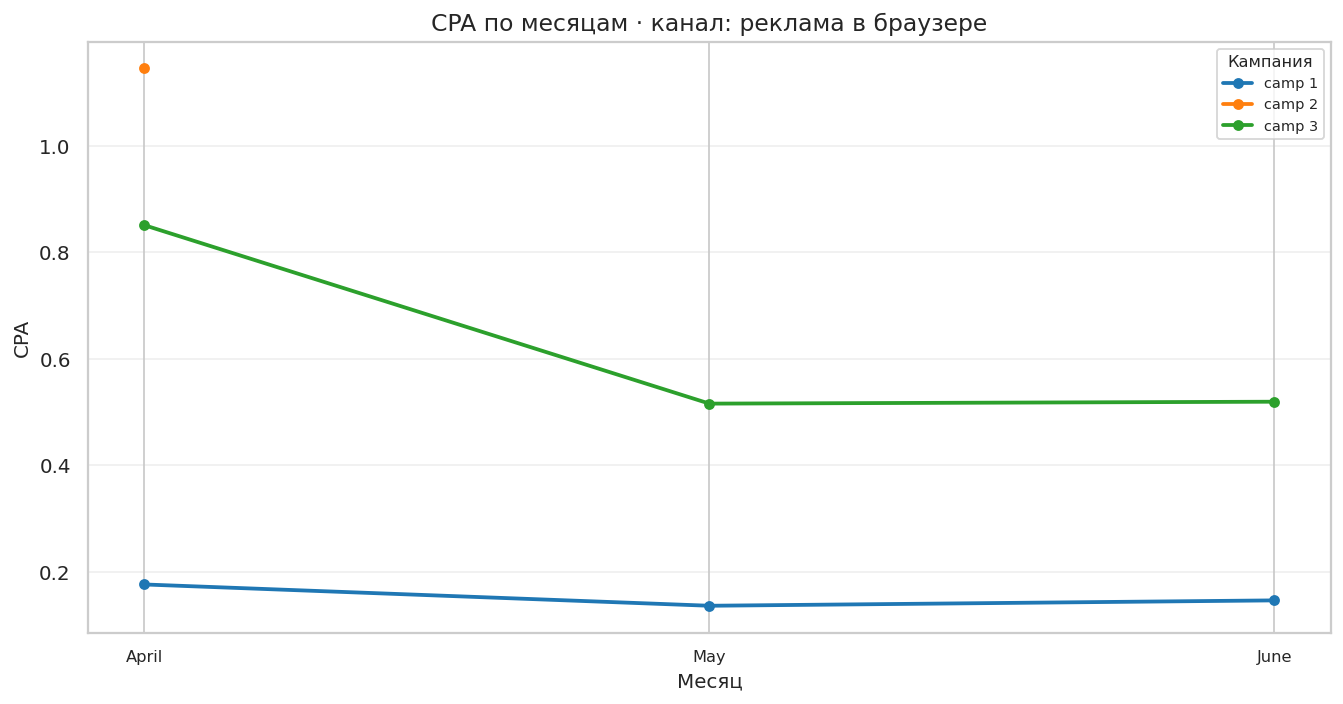 CPA по месяцам · канал: реклама в браузере
Кампания
camp 1
camp 2
camp 3
CPA
1.0
0.8
0.6
0.4
0.2
April
May
June
Месяц